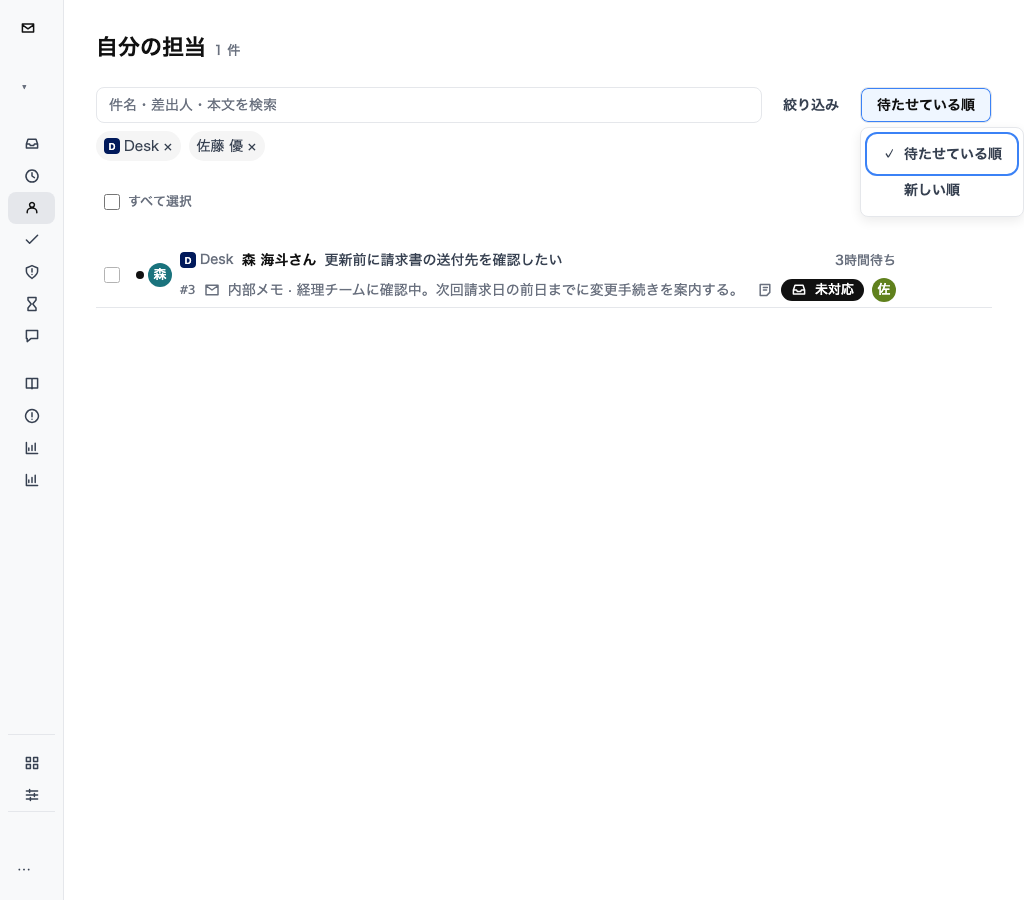 自分の担当 1 件
件名・差出人・本文を検索
絞り込み
待たせている順
D Desk ×
佐藤 優 ×
✓ 待たせている順
新しい順
すべて選択
森
D Desk 森 海斗さん 更新前に請求書の送付先を確認したい
3時間待ち
#3 内部メモ · 経理チームに確認中。次回請求日の前日までに変更手続きを案内する。
未対応
佐